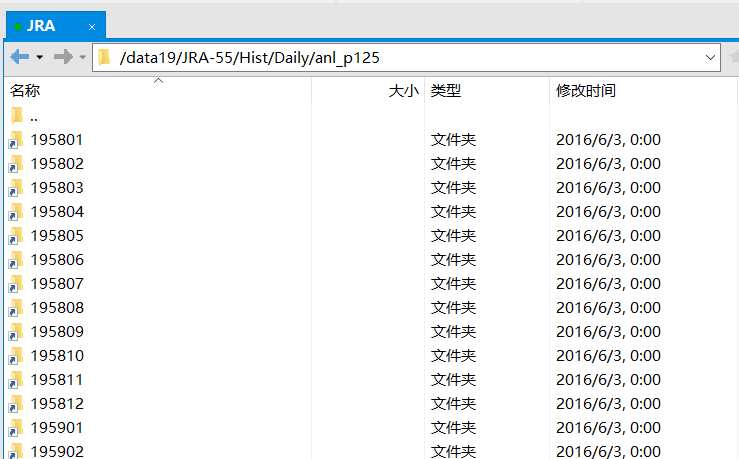 JRA ×
/data19/JRA-55/Hist/Daily/anl_p125
名称 大小 类型 修改时间
..
195801 文件夹 2016/6/3, 0:00
195802 文件夹 2016/6/3, 0:00
195803 文件夹 2016/6/3, 0:00
195804 文件夹 2016/6/3, 0:00
195805 文件夹 2016/6/3, 0:00
195806 文件夹 2016/6/3, 0:00
195807 文件夹 2016/6/3, 0:00
195808 文件夹 2016/6/3, 0:00
195809 文件夹 2016/6/3, 0:00
195810 文件夹 2016/6/3, 0:00
195811 文件夹 2016/6/3, 0:00
195812 文件夹 2016/6/3, 0:00
195901 文件夹 2016/6/3, 0:00
195902 文件夹 2016/6/3, 0:00